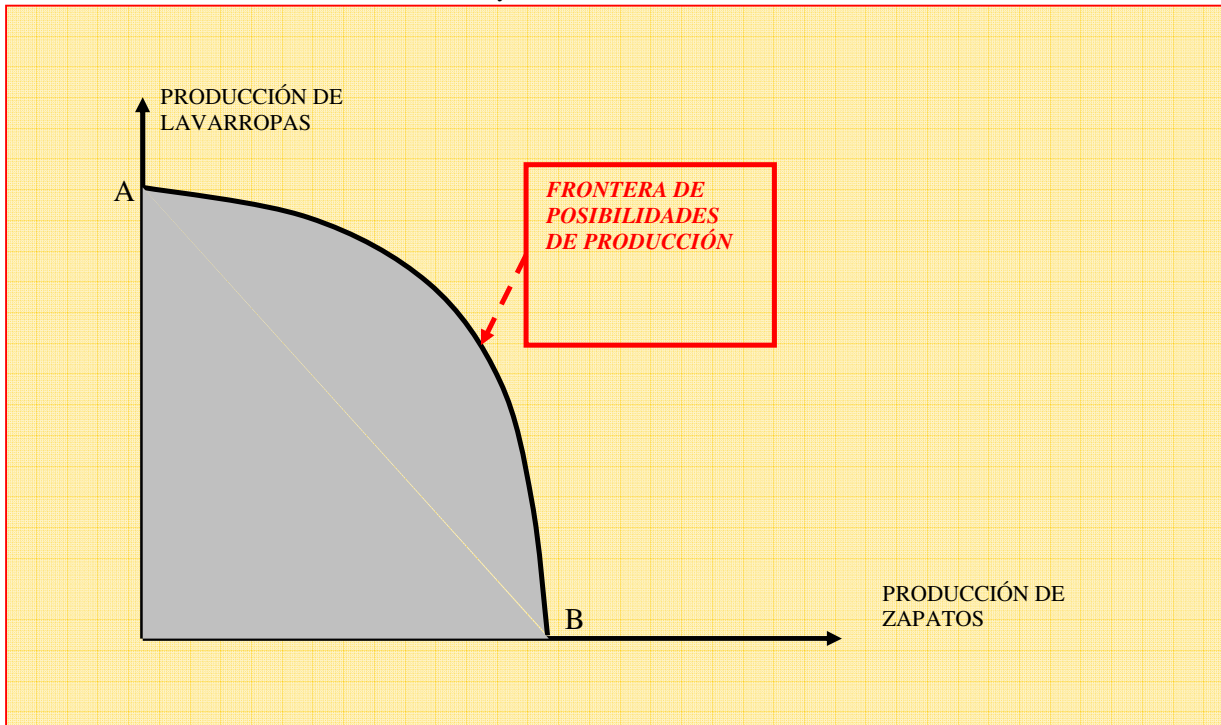 PRODUCCIÓN DE
LAVARROPAS
A
FRONTERA DE
POSIBILIDADES
DE PRODUCCIÓN
B
PRODUCCIÓN DE
ZAPATOS